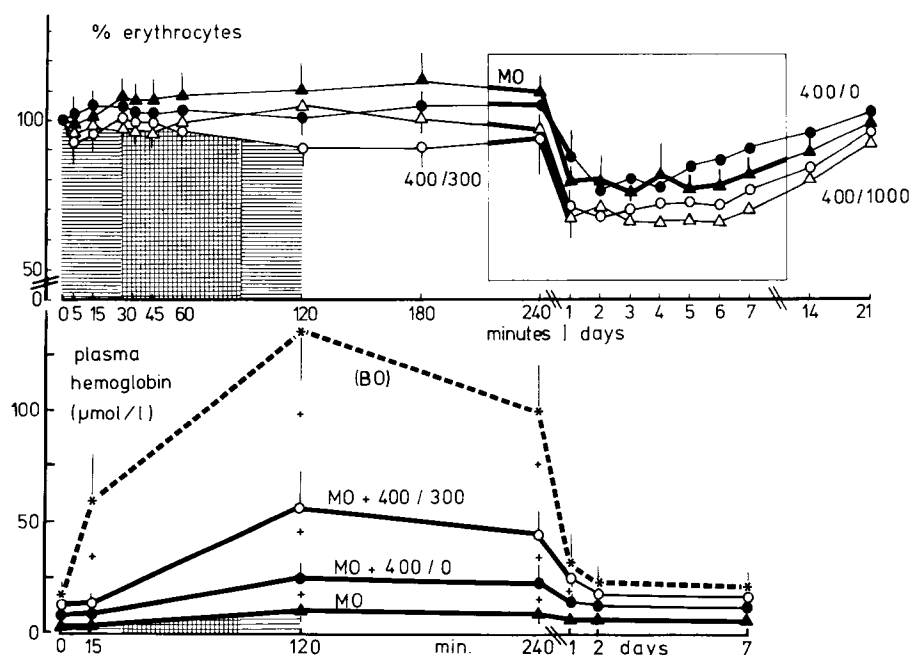 % erythrocytes
100
50
0
MO
400/0
400/300
400/1000
0 5 15 30 45 60 120 180 240 1 2 3 4 5 6 7 14 21
minutes | days
plasma
hemoglobin
(µmol/l)
100
50
0
(BO)
MO + 400 / 300
MO + 400 / 0
MO
0 15 120 min. 240 1 2 days 7